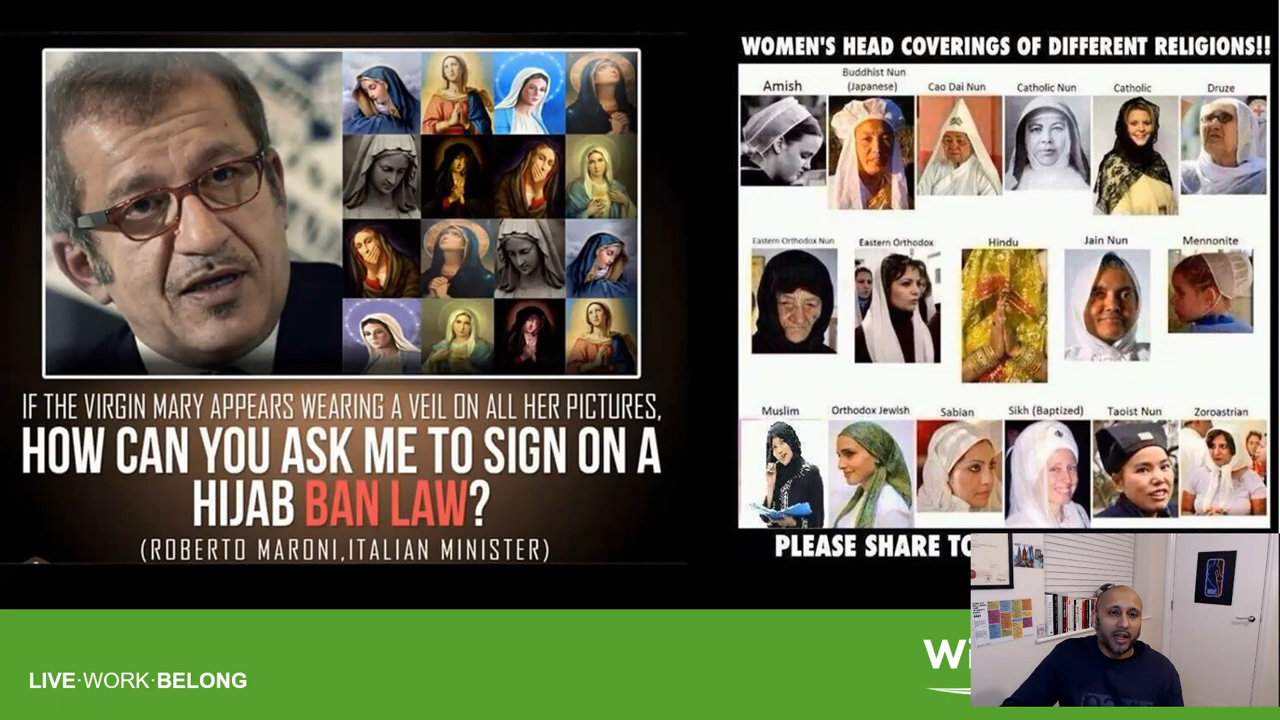 IF THE VIRGIN MARY APPEARS WEARING A VEIL ON ALL HER PICTURES,
HOW CAN YOU ASK ME TO SIGN ON A
HIJAB BAN LAW?
(ROBERTO MARONI,ITALIAN MINISTER)
WOMEN'S HEAD COVERINGS OF DIFFERENT RELIGIONS!!
Amish
Buddhist Nun
(Japanese)
Cao Dai Nun
Catholic Nun
Catholic
Druze
Eastern Orthodox Nun
Eastern Orthodox
Hindu
Jain Nun
Mennonite
Muslim
Orthodox Jewish
Sabian
Sikh (Baptized)
Taoist Nun
Zoroastrian
PLEASE SHARE
LIVE·WORK·BELONG